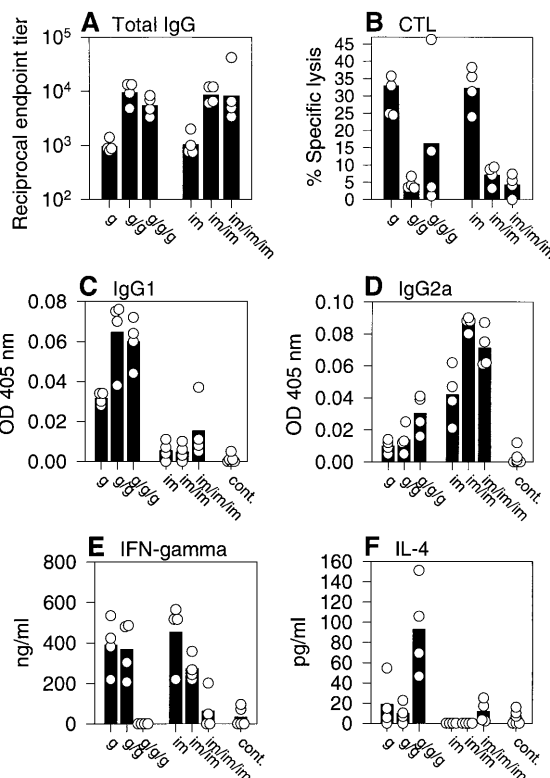 A Total IgG
Reciprocal endpoint tier
10^5
10^4
10^3
10^2
g
g/g
g/g/g
im
im/im
im/im/im
B CTL
% Specific lysis
45
40
35
30
25
20
15
10
5
0
g
g/g
g/g/g
im
im/im
im/im/im
C IgG1
OD 405 nm
0.08
0.06
0.04
0.02
0.00
g
g/g
g/g/g
im
im/im
im/im/im
cont.
D IgG2a
OD 405 nm
0.10
0.08
0.06
0.04
0.02
0.00
g
g/g
g/g/g
im
im/im
im/im/im
cont.
E IFN-gamma
ng/ml
800
600
400
200
0
g
g/g
g/g/g
im
im/im
im/im/im
cont.
F IL-4
pg/ml
160
140
120
100
80
60
40
20
0
g
g/g
g/g/g
im
im/im
im/im/im
cont.